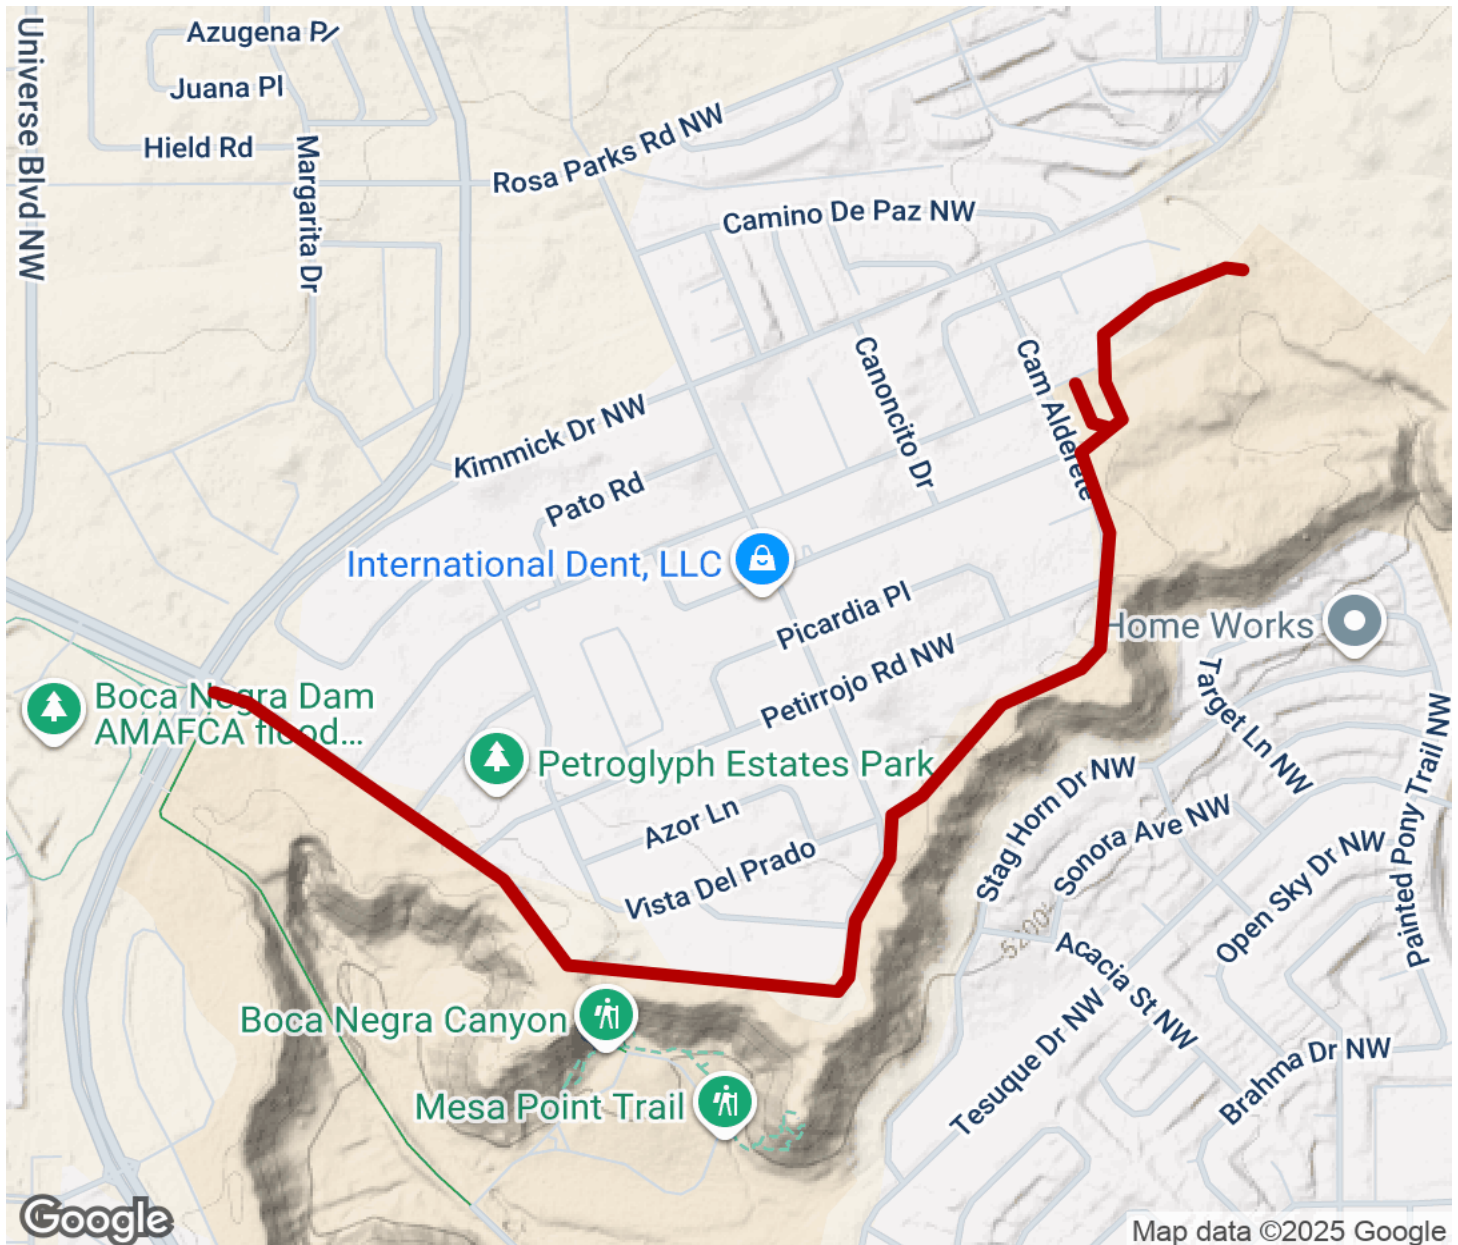 Universe Blvd NW
Azugena P
Juana Pl
Hield Rd
Margarita Dr
Rosa Parks Rd NW
Camino De Paz NW
Canoncito Dr
Cam Alderete
Kimmick Dr NW
Pato Rd
International Dent, LLC
Picardia Pl
Petirrojo Rd NW
Home Works
Target Ln NW
Boca Negra Dam
AMAFCA flood...
Petroglyph Estates Park
Azor Ln
Vista Del Prado
Stag Horn Dr NW
Sonora Ave NW
Open Sky Dr NW
Painted Pony Trail NW
5200'
Acacia St NW
Tesuque Dr NW
Brahma Dr NW
Boca Negra Canyon
Mesa Point Trail
Google
Map data ©2025 Google